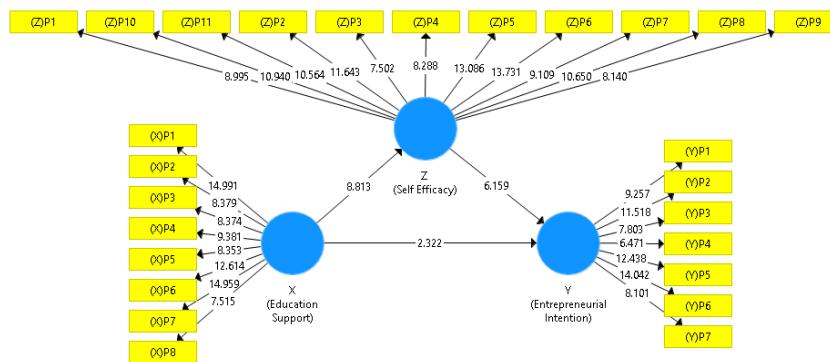 (Z)P1 (Z)P10 (Z)P11 (Z)P2 (Z)P3 (Z)P4 (Z)P5 (Z)P6 (Z)P7 (Z)P8 (Z)P9
8.995 10.940 10.564 11.643 7.502 8.288 13.086 13.731 9.109 10.650 8.140
Z
(Self Efficacy)
8.813
6.159
2.322
(X)P1
(X)P2
(X)P3
(X)P4
(X)P5
(X)P6
(X)P7
(X)P8
14.991
8.379
8.374
9.381
8.353
12.614
14.959
7.515
X
(Education
Support)
Y
(Entrepreneurial
Intention)
9.257
11.518
7.803
6.471
12.438
14.042
8.101
(Y)P1
(Y)P2
(Y)P3
(Y)P4
(Y)P5
(Y)P6
(Y)P7